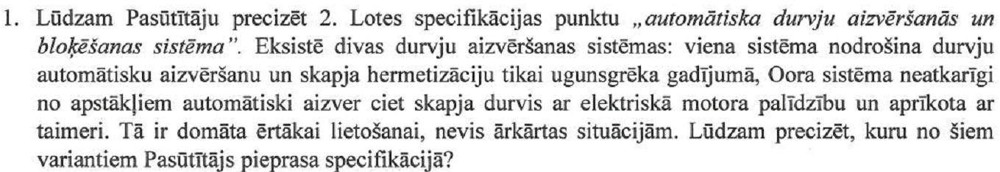 1. Lūdzam Pasūtītāju precizēt 2. Lotes specifikācijas punktu „automātiska durvju aizvēršanās un
bloķēšanas sistēma”. Eksistē divas durvju aizvēršanas sistēmas: viena sistēma nodrošina durvju
automātisku aizvēršanu un skapja hermetizāciju tikai ugunsgrēka gadījumā, Oora sistēma neatkarīgi
no apstākļiem automātiski aizver ciet skapja durvis ar elektriskā motora palīdzību un aprīkota ar
taimeri. Tā ir domāta ērtākai lietošanai, nevis ārkārtas situācijām. Lūdzam precizēt, kuru no šiem
variantiem Pasūtītājs pieprasa specifikācijā?